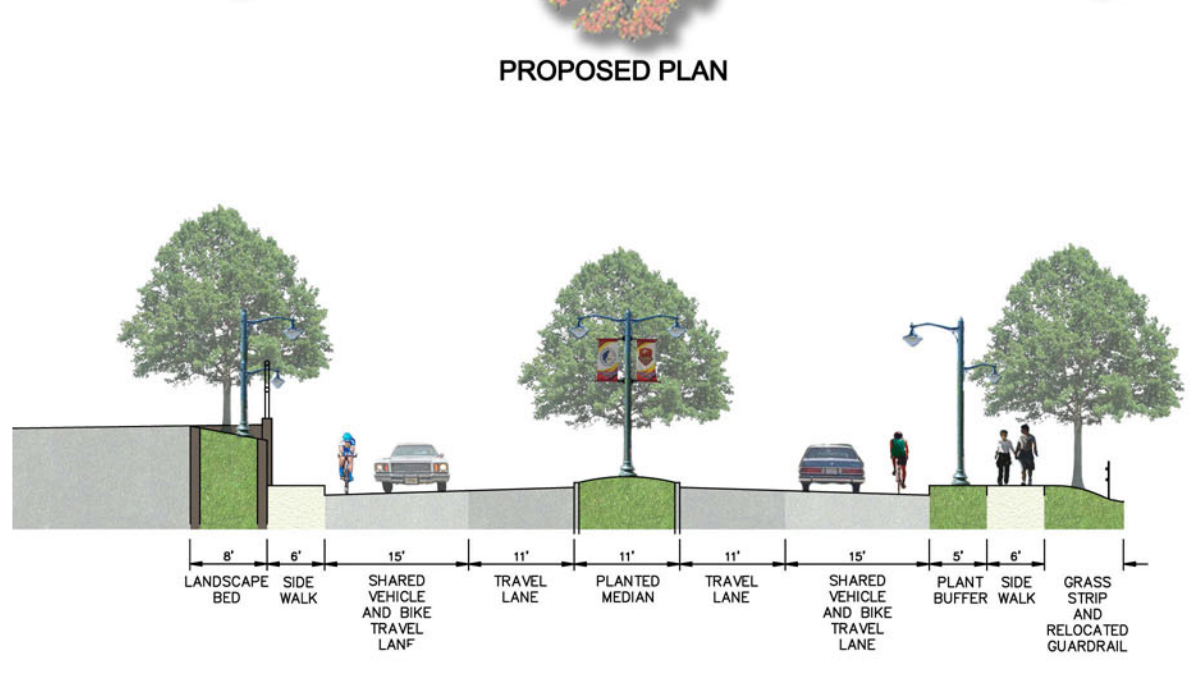 PROPOSED PLAN
8' 6' 15' 11' 11' 11' 15' 5' 6'
LANDSCAPE
BED
SIDE
WALK
SHARED
VEHICLE
AND BIKE
TRAVEL
LANE
TRAVEL
LANE
PLANTED
MEDIAN
TRAVEL
LANE
SHARED
VEHICLE
AND BIKE
TRAVEL
LANE
PLANT
BUFFER
SIDE
WALK
GRASS
STRIP
AND
RELOCATED
GUARDRAIL